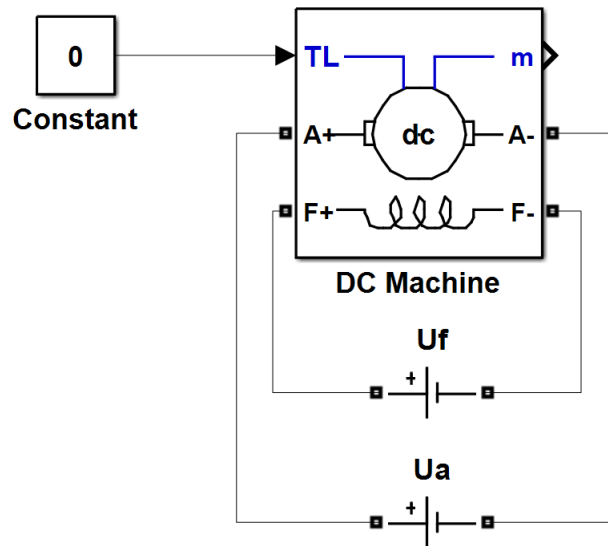 0
Constant
TL m
A+ dc A-
F+ F-
DC Machine
Uf
+
Ua
+